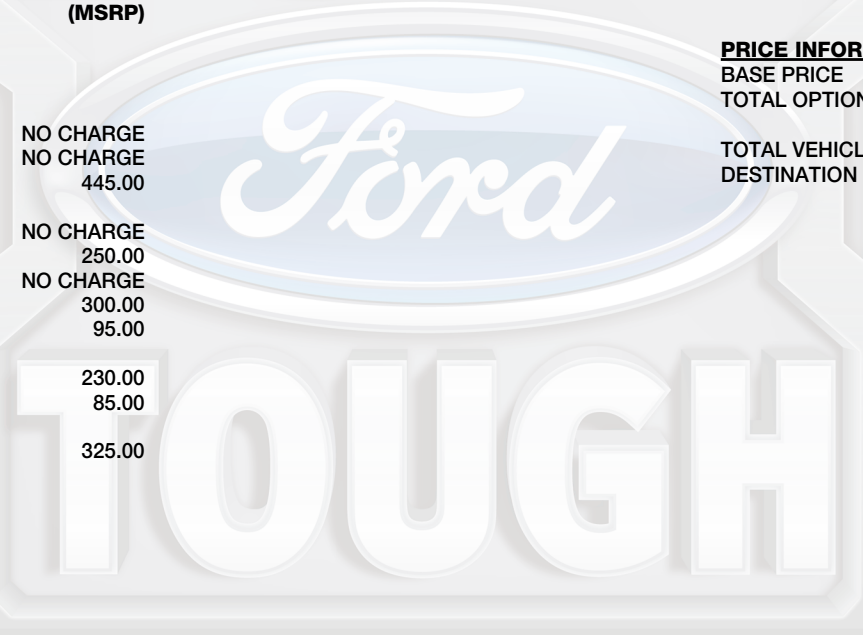 (MSRP)
NO CHARGE
NO CHARGE
445.00
NO CHARGE
250.00
NO CHARGE
300.00
95.00
230.00
85.00
325.00
PRICE INFOR
BASE PRICE
TOTAL OPTION
TOTAL VEHICL
DESTINATION
Ford
TOUGH